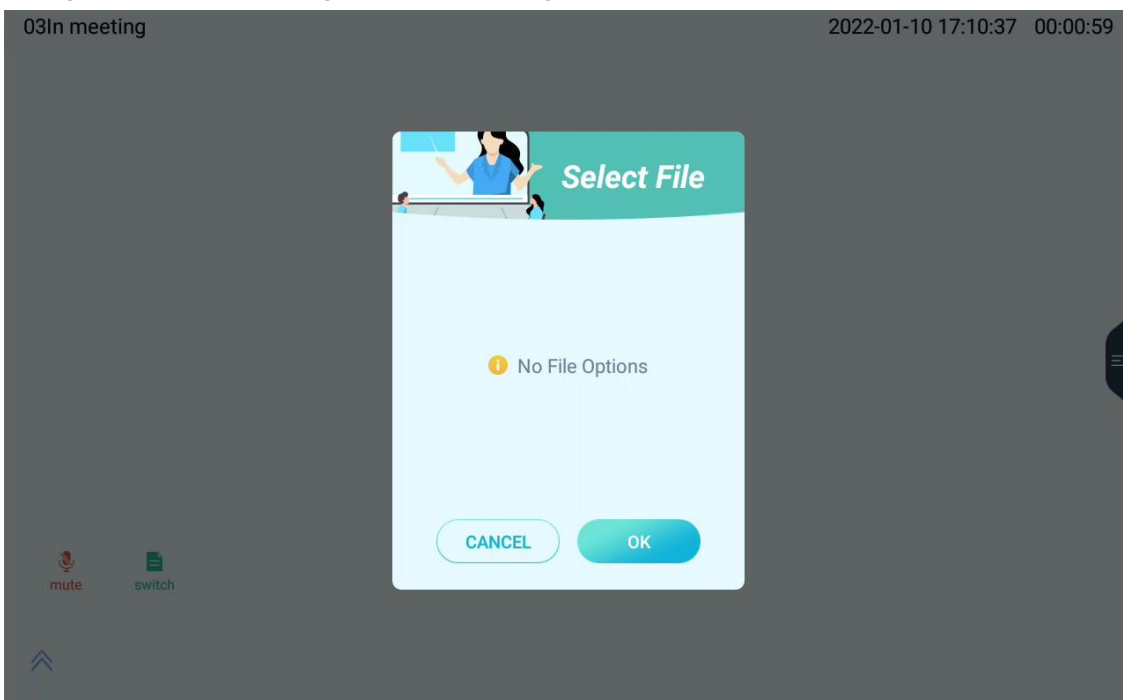 03In meeting 2022-01-10 17:10:37 00:00:59
Select File
No File Options
CANCEL OK
mute switch